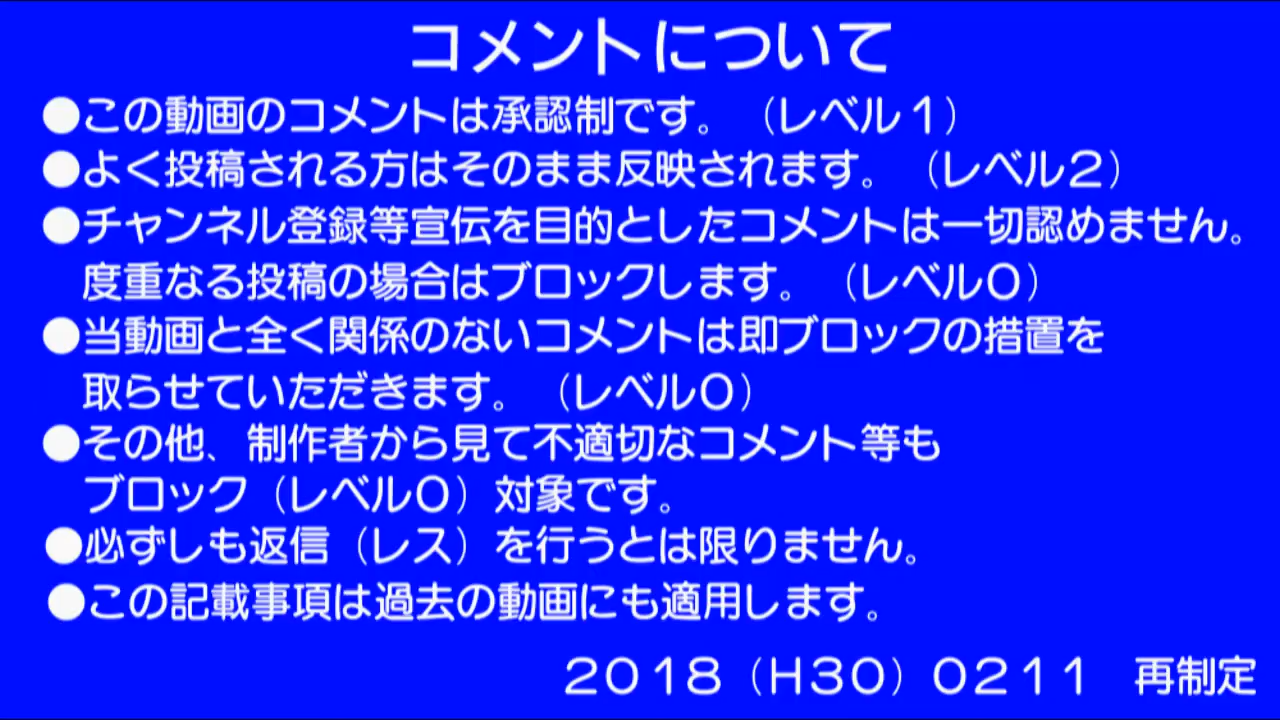 コメントについて
●この動画のコメントは承認制です。（レベル１）
●よく投稿される方はそのまま反映されます。（レベル２）
●チャンネル登録等宣伝を目的としたコメントは一切認めません。
度重なる投稿の場合はブロックします。（レベル０）
●当動画と全く関係のないコメントは即ブロックの措置を
取らせていただきます。（レベル０）
●その他、制作者から見て不適切なコメント等も
ブロック（レベル０）対象です。
●必ずしも返信（レス）を行うとは限りません。
●この記載事項は過去の動画にも適用します。
２０１８（Ｈ３０）０２１１　再制定